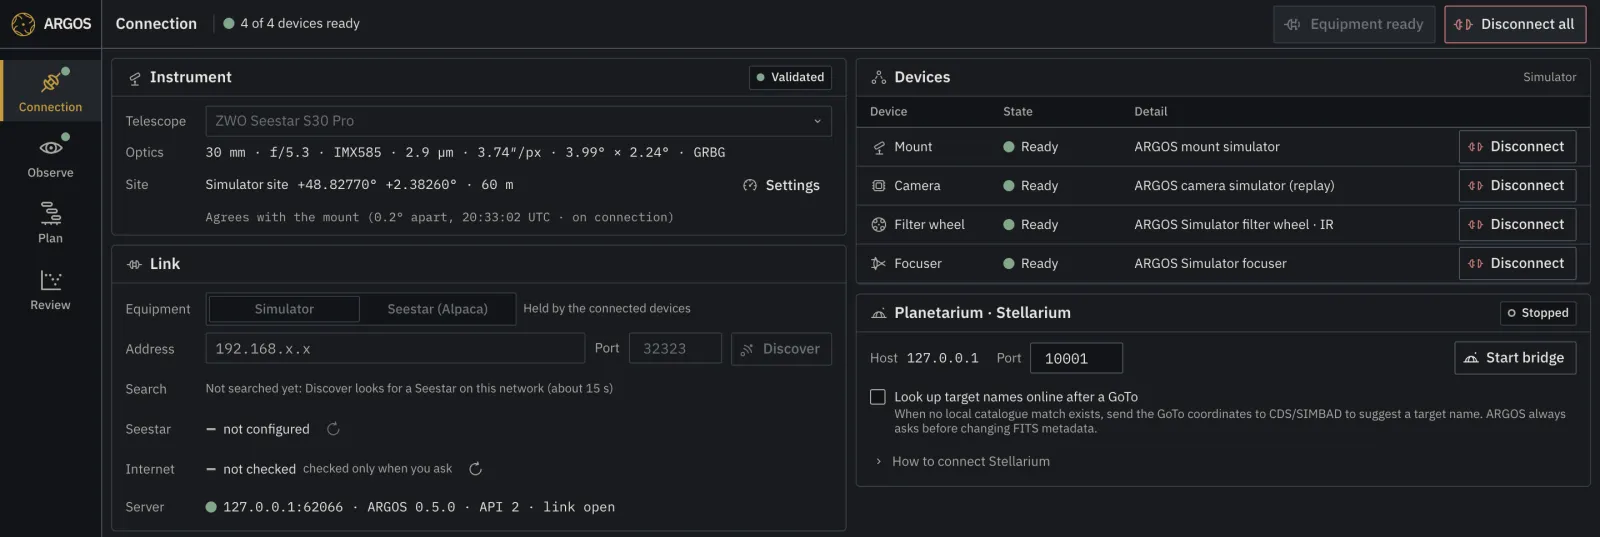 ARGOS
Connection
4 of 4 devices ready
Equipment ready
Disconnect all
Connection
Observe
Plan
Review
Instrument
Validated
Telescope
ZWO Seestar S30 Pro
Optics
30 mm · f/5.3 · IMX585 · 2.9 µm · 3.74″/px · 3.99° × 2.24° · GRBG
Site
Simulator site +48.82770° +2.38260° · 60 m
Settings
Agrees with the mount (0.2° apart, 20:33:02 UTC · on connection)
Link
Equipment
Simulator
Seestar (Alpaca)
Held by the connected devices
Address
192.168.x.x
Port
32323
Discover
Search
Not searched yet: Discover looks for a Seestar on this network (about 15 s)
Seestar
– not configured
Internet
– not checked checked only when you ask
Server
127.0.0.1:62066 · ARGOS 0.5.0 · API 2 · link open
Devices
Simulator
Device State Detail
Mount Ready ARGOS mount simulator Disconnect
Camera Ready ARGOS camera simulator (replay) Disconnect
Filter wheel Ready ARGOS Simulator filter wheel · IR Disconnect
Focuser Ready ARGOS Simulator focuser Disconnect
Planetarium · Stellarium
Stopped
Host 127.0.0.1 Port 10001
Start bridge
Look up target names online after a GoTo
When no local catalogue match exists, send the GoTo coordinates to CDS/SIMBAD to suggest a target name. ARGOS always
asks before changing FITS metadata.
How to connect Stellarium